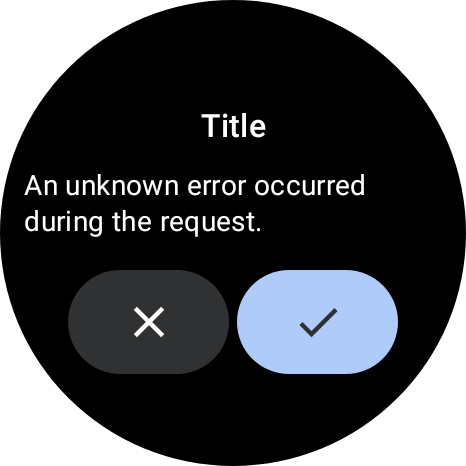 Title
An unknown error occurred
during the request.